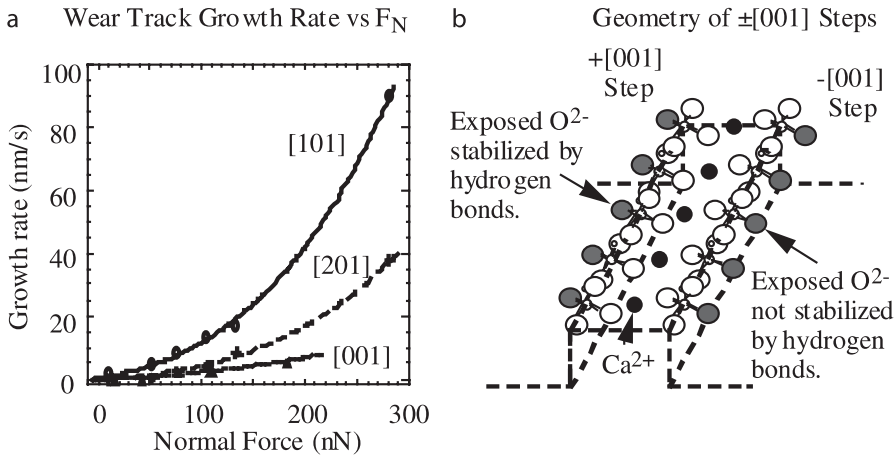 a Wear Track Growth Rate vs F_N
100
80
60
40
20
0
Growth rate (nm/s)
[101]
[201]
[001]
0 100 200 300
Normal Force (nN)
b Geometry of ±[001] Steps
+[001]
Step
-[001]
Step
Exposed O²⁻
stabilized by
hydrogen
bonds.
Exposed O²⁻
not stabilized
by hydrogen
bonds.
Ca²⁺